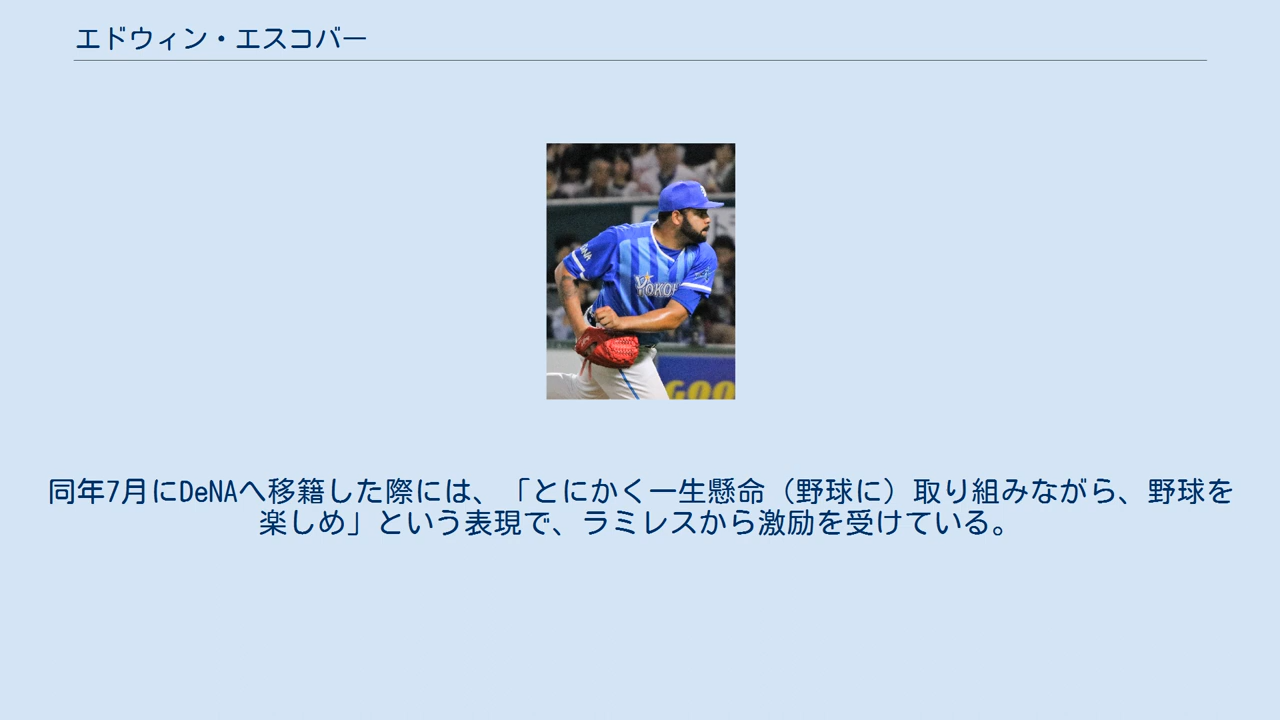 エドウィン・エスコバー
YOKOH
GOO
同年7月にDeNAへ移籍した際には、「とにかく一生懸命（野球に）取り組みながら、野球を
楽しめ」という表現で、ラミレスから激励を受けている。